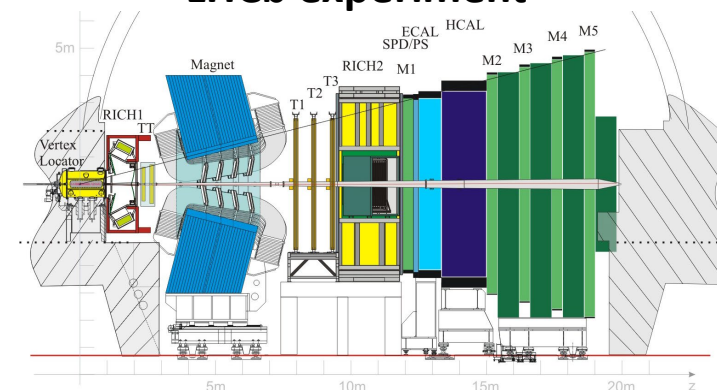 LHCb experiment
5m
Magnet
RICH1
TT
Vertex
Locator
T1
T2
T3
RICH2
SPD/PS
ECAL
HCAL
M1
M2
M3
M4
M5
5m
10m
15m
20m
z